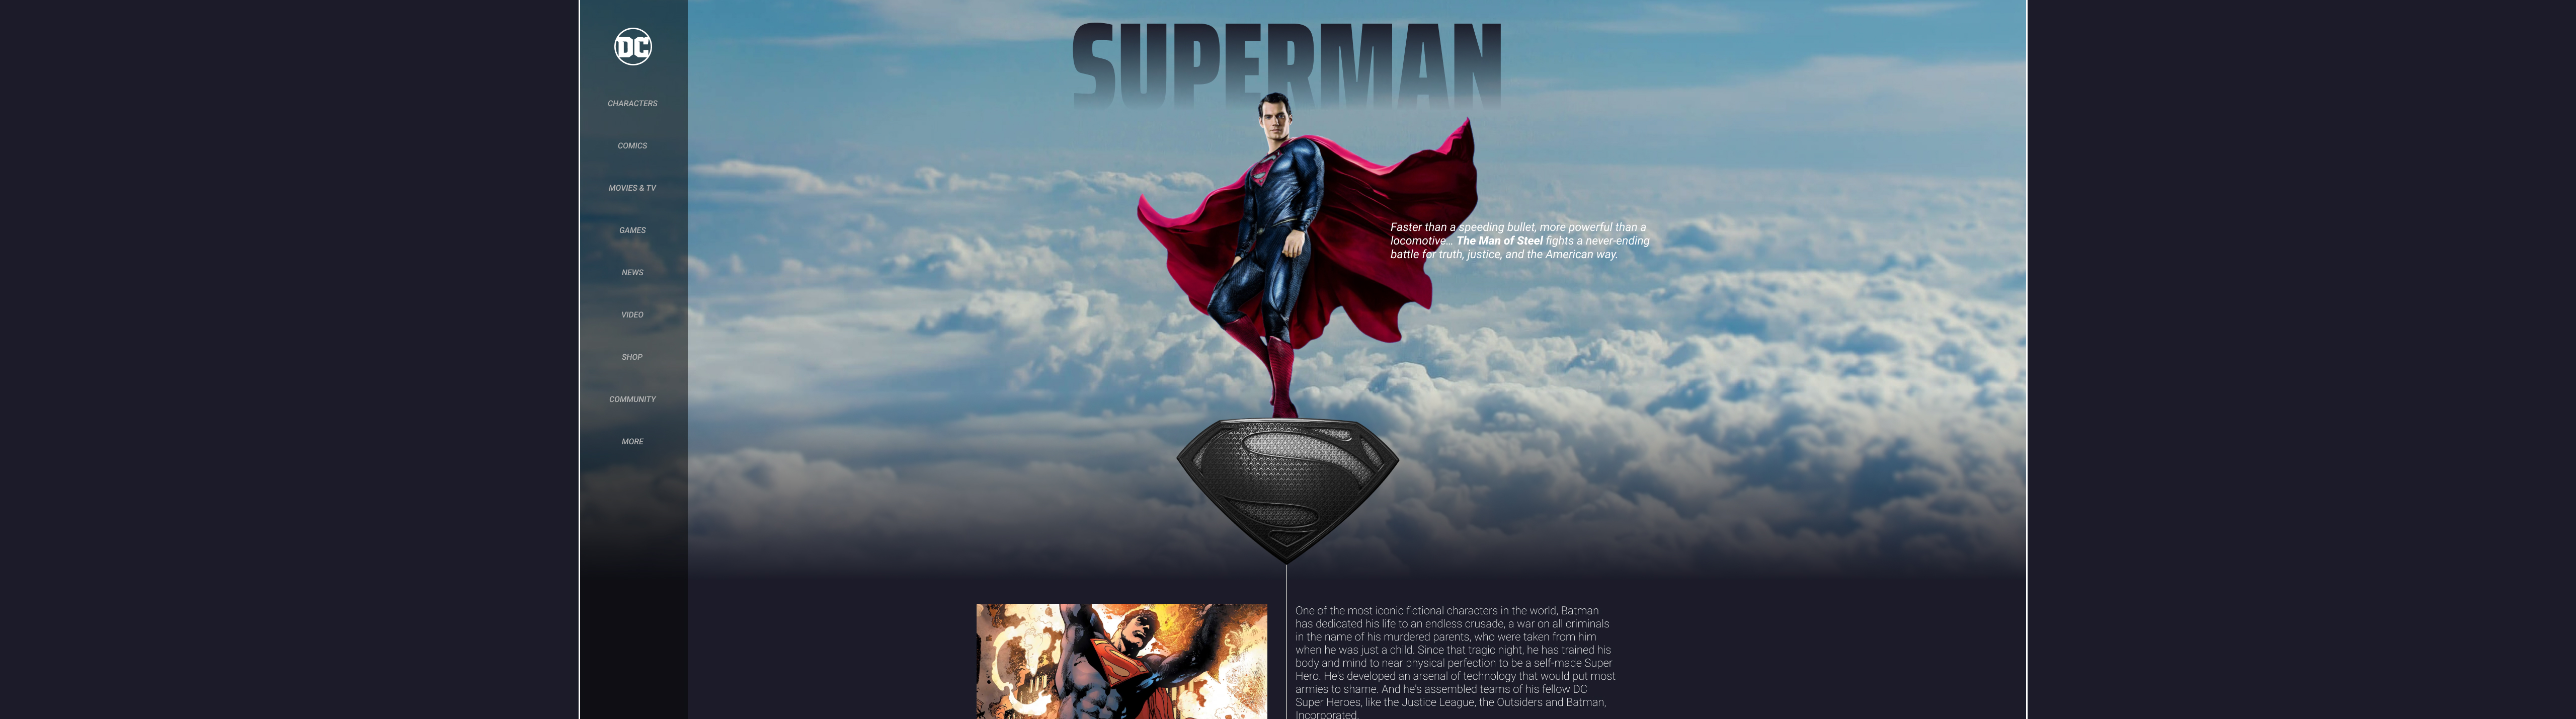 DC
CHARACTERS
COMICS
MOVIES & TV
GAMES
NEWS
VIDEO
SHOP
COMMUNITY
MORE
SUPERMAN
Faster than a speeding bullet, more powerful than a
locomotive... The Man of Steel fights a never-ending
battle for truth, justice, and the American way.
One of the most iconic fictional characters in the world, Batman
has dedicated his life to an endless crusade, a war on all criminals
in the name of his murdered parents, who were taken from him
when he was just a child. Since that tragic night, he has trained his
body and mind to near physical perfection to be a self-made Super
Hero. He's developed an arsenal of technology that would put most
armies to shame. And he's assembled teams of his fellow DC
Super Heroes, like the Justice League, the Outsiders and Batman,
Incorporated.